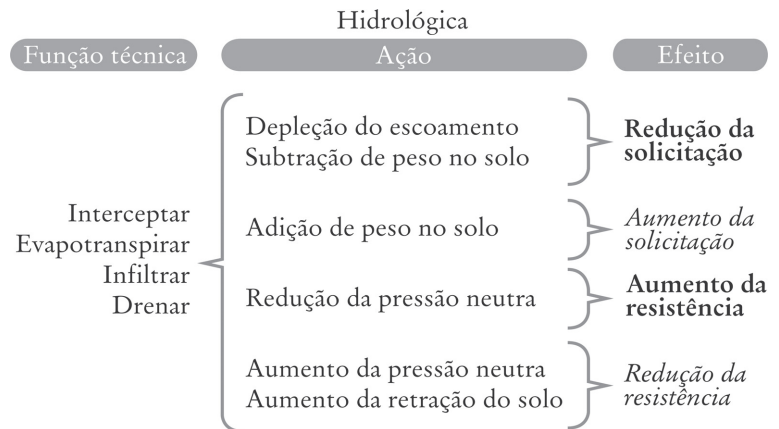 Hidrológica
Função técnica
Ação
Efeito
Interceptar
Evapotranspirar
Infiltrar
Drenar
Depleção do escoamento
Subtração de peso no solo
Redução da
solicitação
Adição de peso no solo
Aumento da
solicitação
Redução da pressão neutra
Aumento da
resistência
Aumento da pressão neutra
Aumento da retração do solo
Redução da
resistência